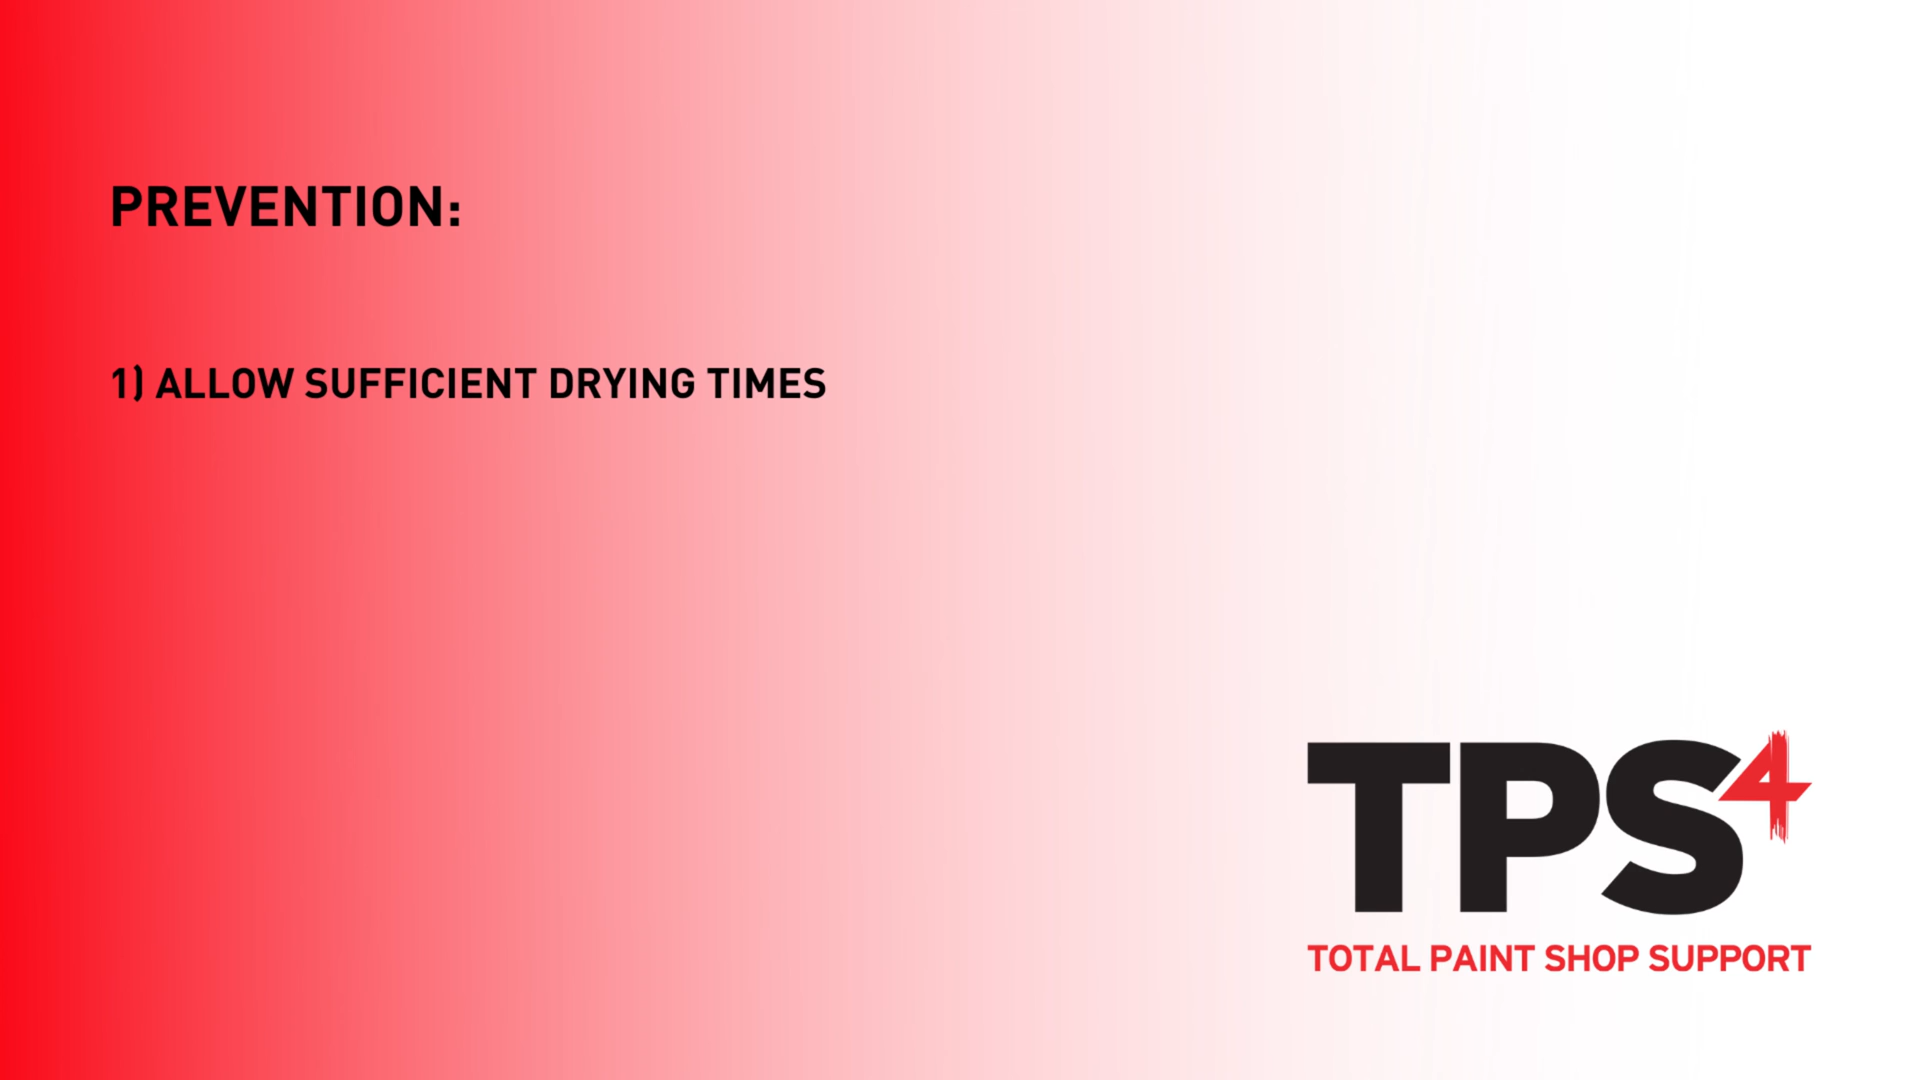 PREVENTION:
1) ALLOW SUFFICIENT DRYING TIMES
TPS4
TOTAL PAINT SHOP SUPPORT